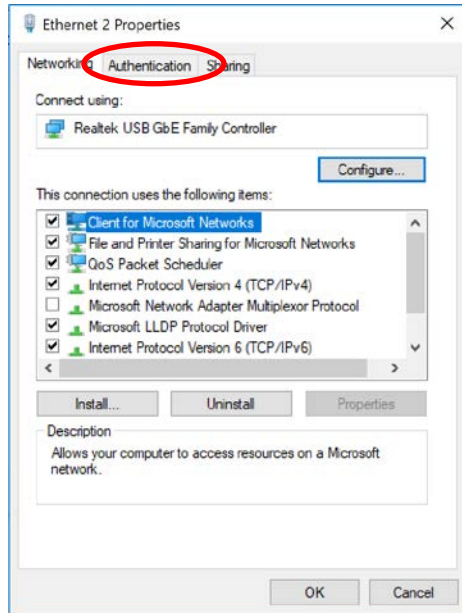 Ethernet 2 Properties
Networking Authentication Sharing
Connect using:
Realtek USB GbE Family Controller
Configure...
This connection uses the following items:
Client for Microsoft Networks
File and Printer Sharing for Microsoft Networks
QoS Packet Scheduler
Internet Protocol Version 4 (TCP/IPv4)
Microsoft Network Adapter Multiplexor Protocol
Microsoft LLDP Protocol Driver
Internet Protocol Version 6 (TCP/IPv6)
Install... Uninstall Properties
Description
Allows your computer to access resources on a Microsoft
network.
OK Cancel